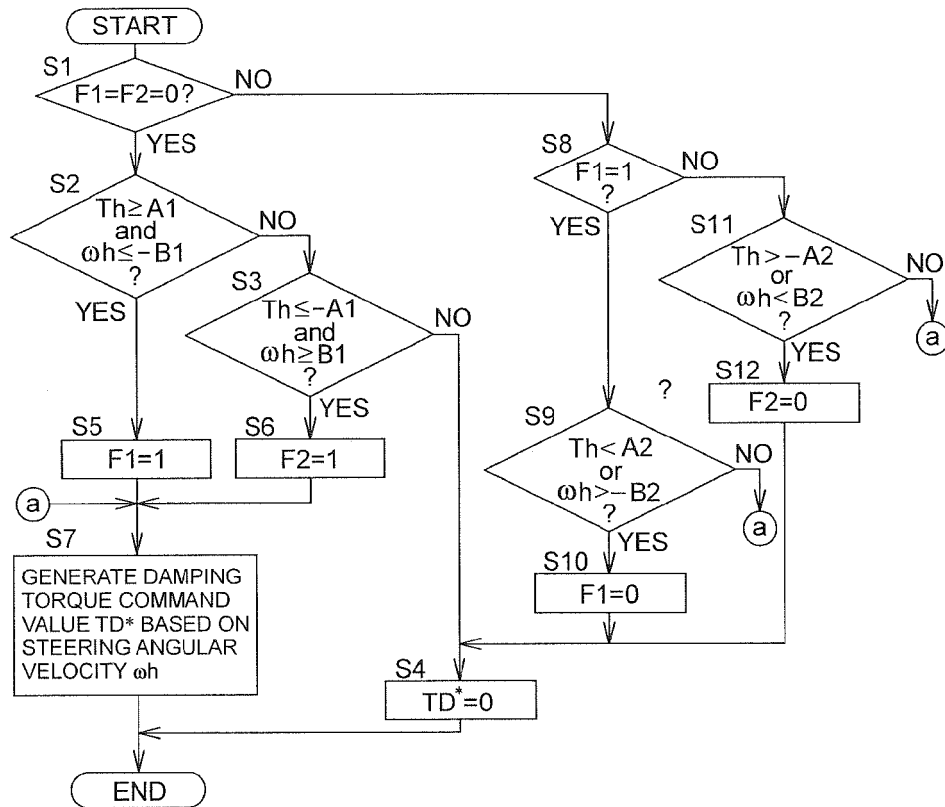 START
S1
F1=F2=0?
NO
YES
S2
Th≥A1
and
ωh≤−B1
?
NO
YES
S3
Th≤−A1
and
ωh≥B1
?
NO
YES
S5
F1=1
S6
F2=1
a
S7
GENERATE DAMPING
TORQUE COMMAND
VALUE TD* BASED ON
STEERING ANGULAR
VELOCITY ωh
S4
TD*=0
END
S8
F1=1
?
NO
YES
S11
Th>−A2
or
ωh<B2
?
NO
a
YES
S12
F2=0
?
S9
Th<A2
or
ωh>−B2
?
NO
a
YES
S10
F1=0